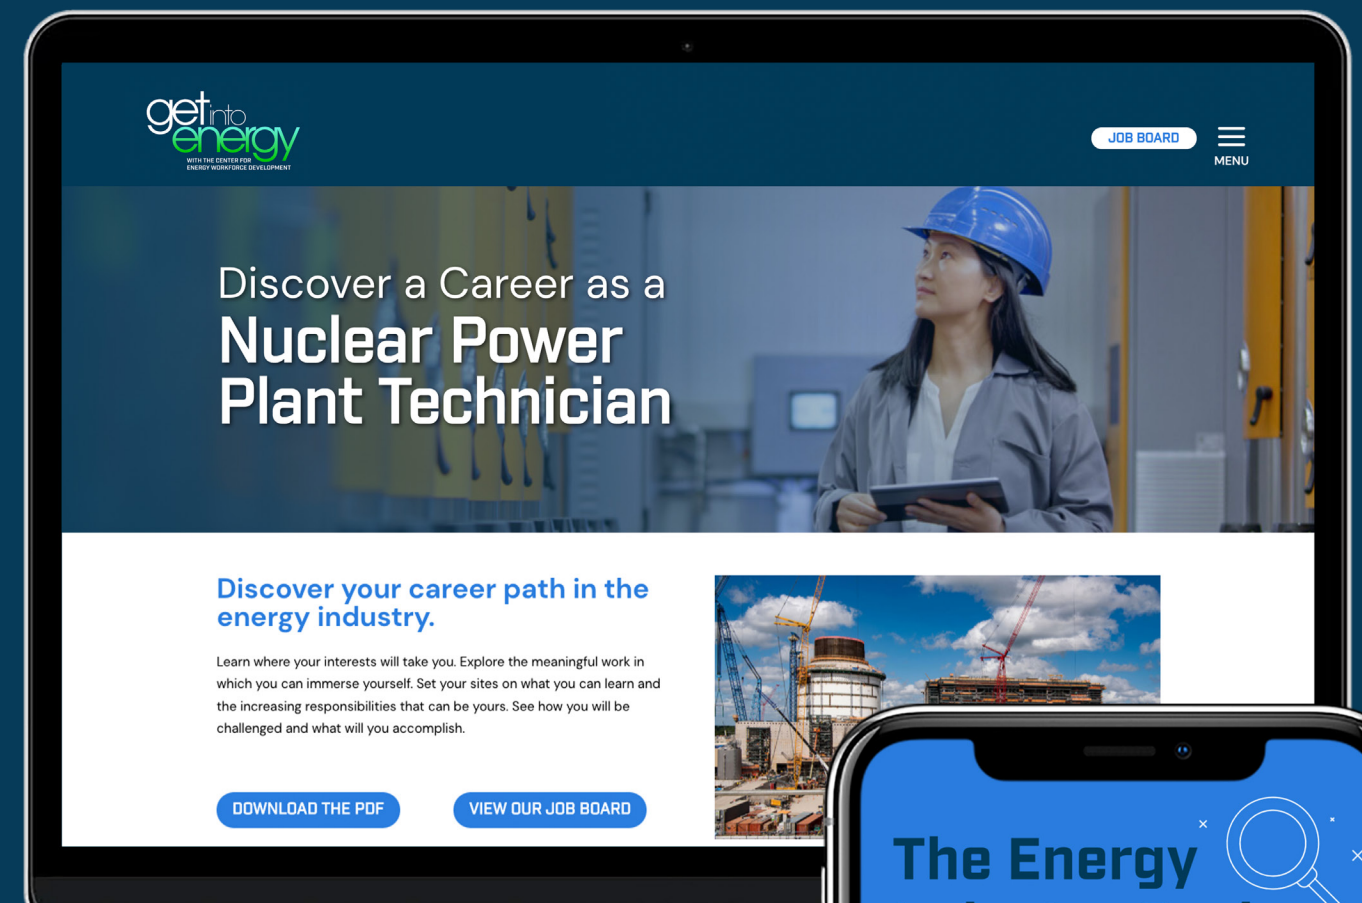 get into
energy
WITH THE CENTER FOR
ENERGY WORKFORCE DEVELOPMENT
JOB BOARD
MENU
Discover a Career as a
Nuclear Power
Plant Technician
Discover your career path in the
energy industry.
Learn where your interests will take you. Explore the meaningful work in
which you can immerse yourself. Set your sites on what you can learn and
the increasing responsibilities that can be yours. See how you will be
challenged and what will you accomplish.
DOWNLOAD THE PDF
VIEW OUR JOB BOARD
The Energy